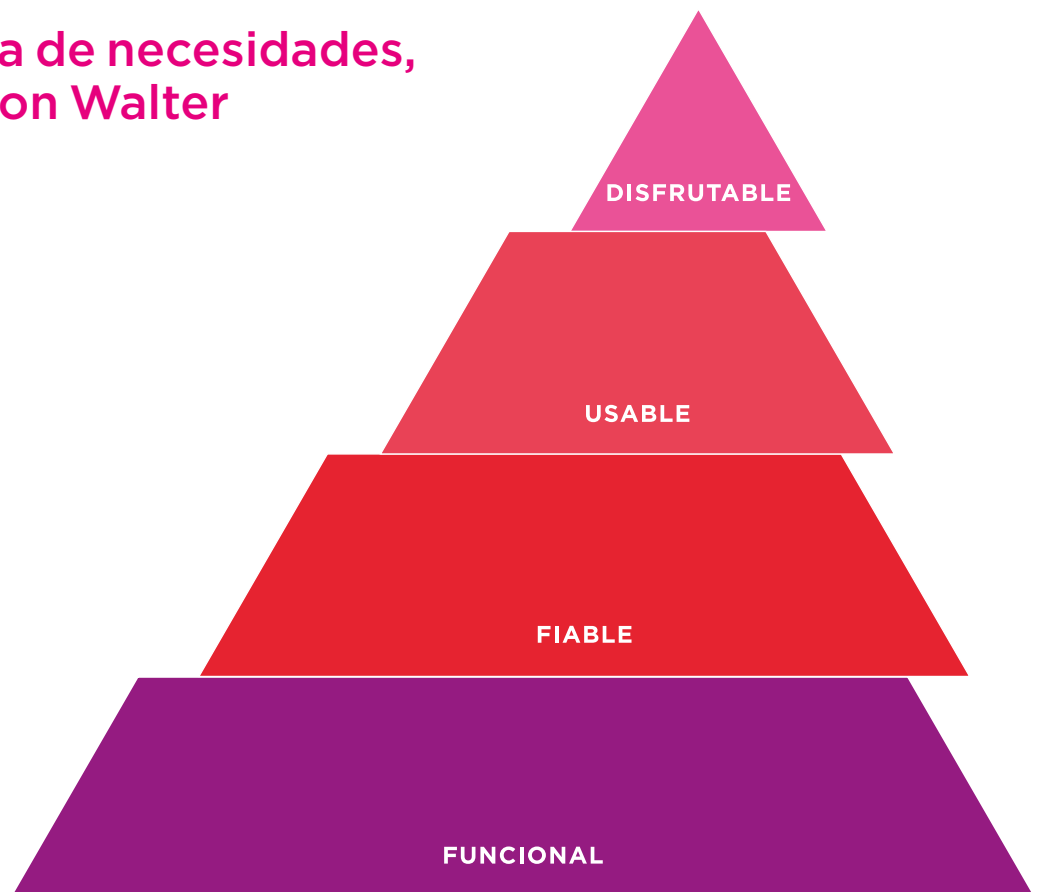 a de necesidades,
on Walter
DISFRUTABLE
USABLE
FIABLE
FUNCIONAL